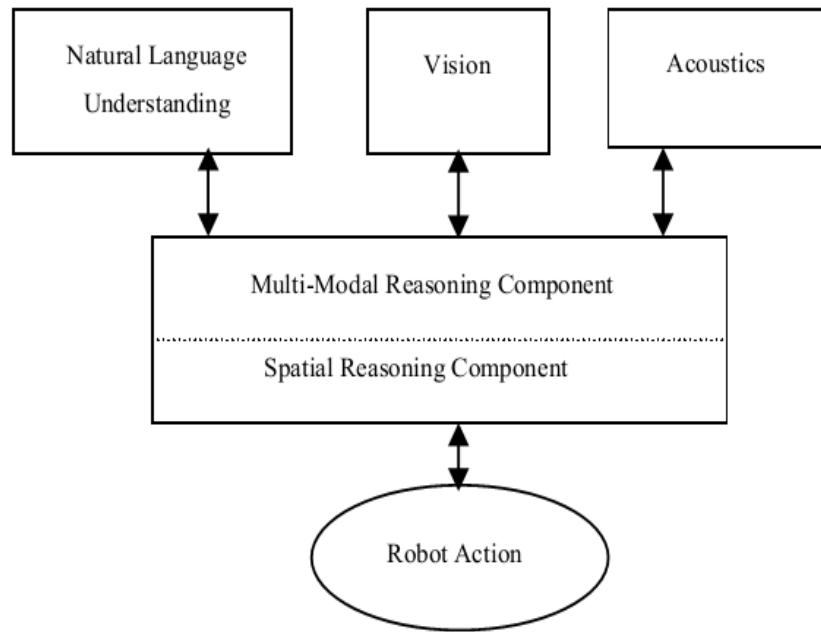 Natural Language
Understanding
Vision
Acoustics
Multi-Modal Reasoning Component
Spatial Reasoning Component
Robot Action